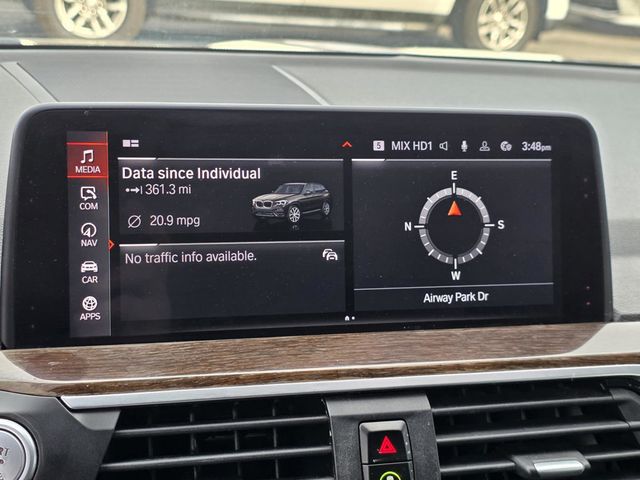 5 MIX HD1 3:48pm
MEDIA
COM
NAV
CAR
APPS
Data since Individual
361.3 mi
Ø 20.9 mpg
No traffic info available.
E
N S
W
Airway Park Dr